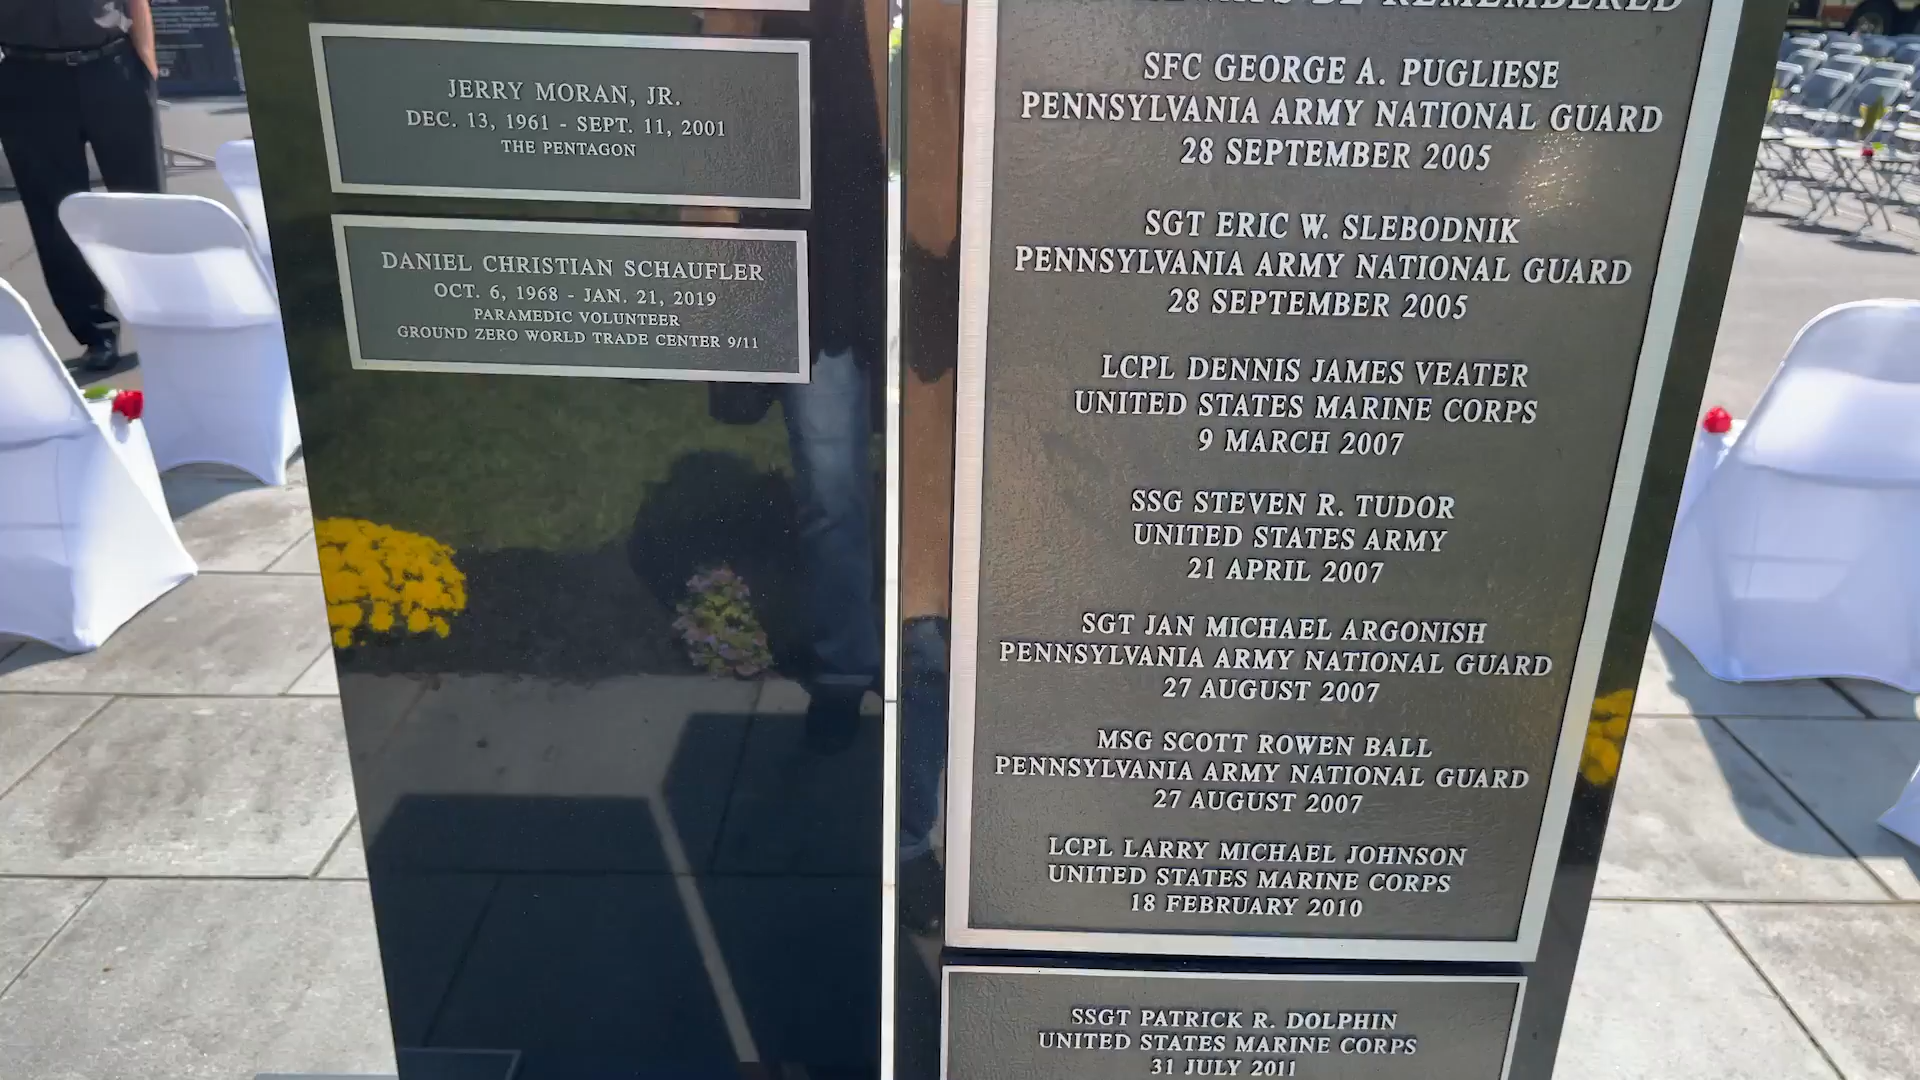 JERRY MORAN, JR.
DEC. 13, 1961 - SEPT. 11, 2001
THE PENTAGON
DANIEL CHRISTIAN SCHAUFLER
OCT. 6, 1968 - JAN. 21, 2019
PARAMEDIC VOLUNTEER
GROUND ZERO WORLD TRADE CENTER 9/11
BE REMEMBERED
SFC GEORGE A. PUGLIESE
PENNSYLVANIA ARMY NATIONAL GUARD
28 SEPTEMBER 2005
SGT ERIC W. SLEBODNIK
PENNSYLVANIA ARMY NATIONAL GUARD
28 SEPTEMBER 2005
LCPL DENNIS JAMES VEATER
UNITED STATES MARINE CORPS
9 MARCH 2007
SSG STEVEN R. TUDOR
UNITED STATES ARMY
21 APRIL 2007
SGT JAN MICHAEL ARGONISH
PENNSYLVANIA ARMY NATIONAL GUARD
27 AUGUST 2007
MSG SCOTT ROWEN BALL
PENNSYLVANIA ARMY NATIONAL GUARD
27 AUGUST 2007
LCPL LARRY MICHAEL JOHNSON
UNITED STATES MARINE CORPS
18 FEBRUARY 2010
SSGT PATRICK R. DOLPHIN
UNITED STATES MARINE CORPS
31 JULY 2011